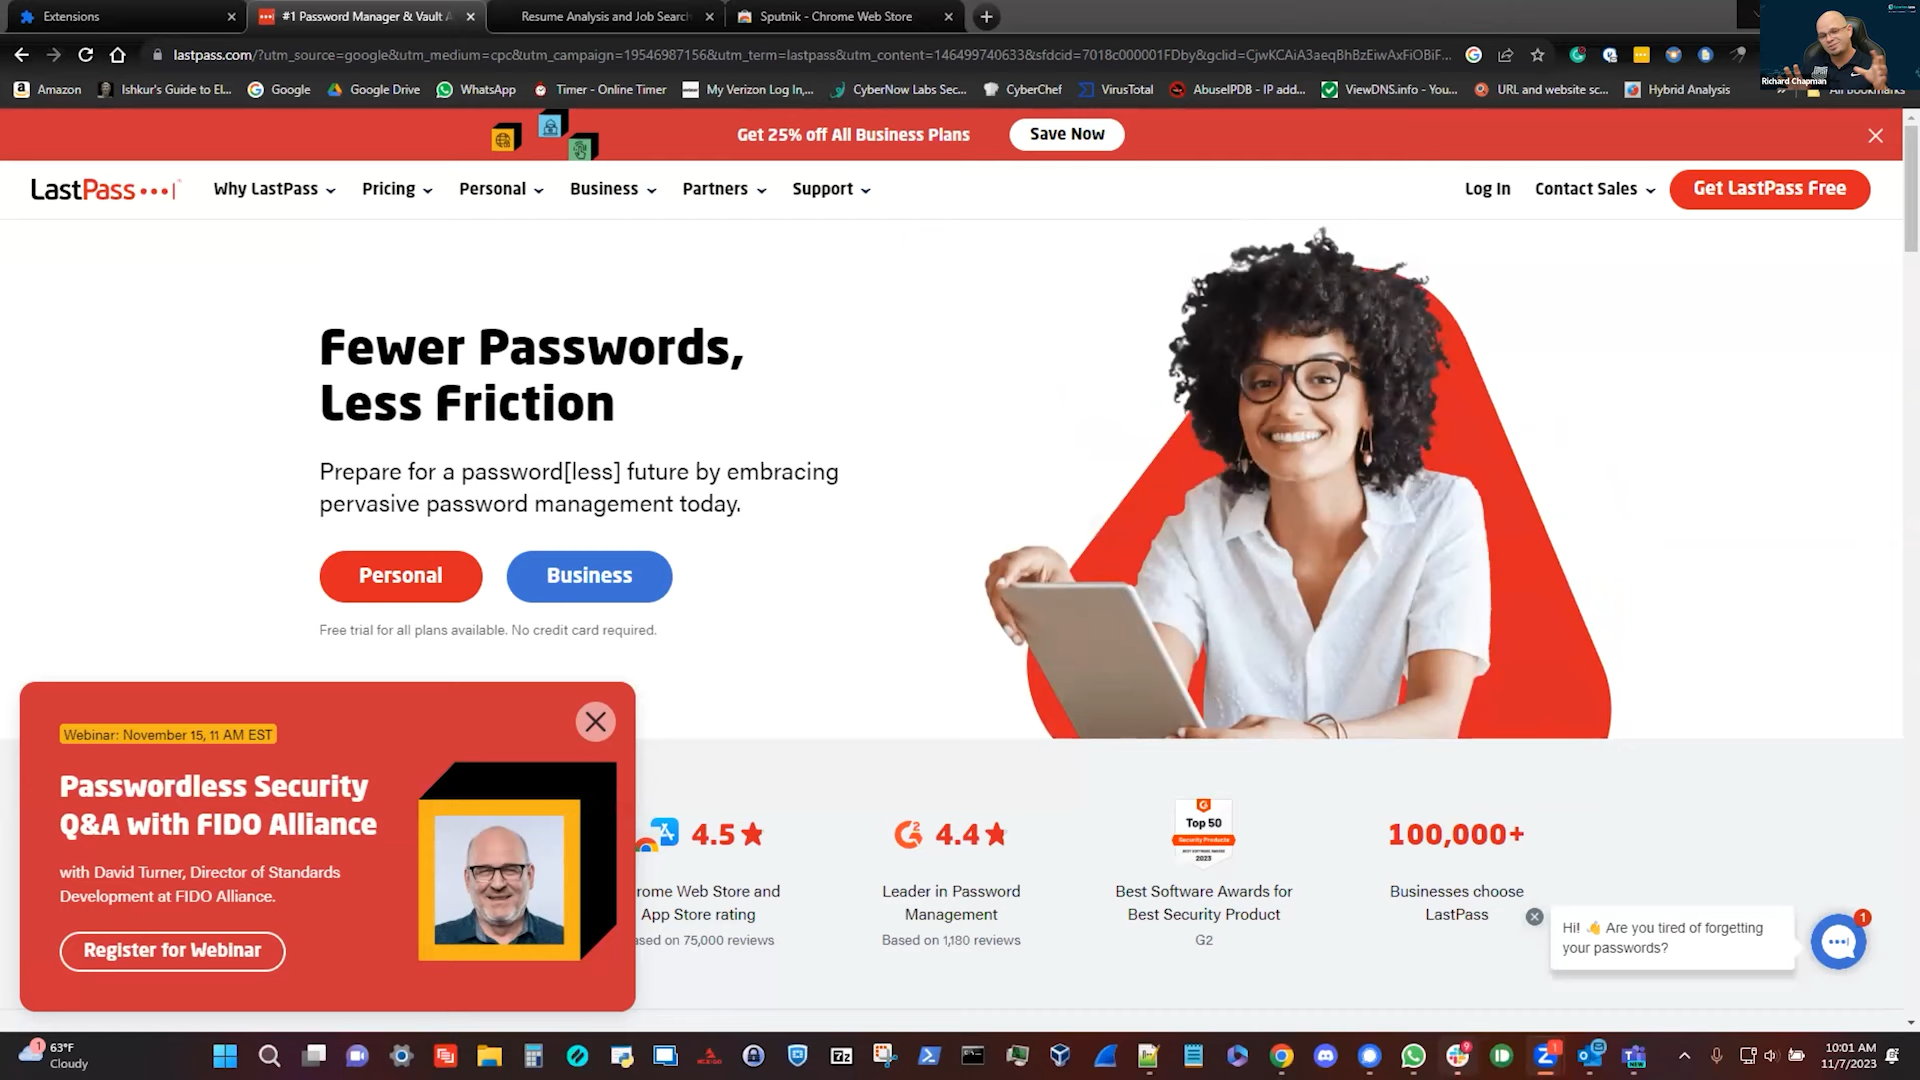 Extensions
#1 Password Manager & Vault A
Resume Analysis and Job Search
Sputnik - Chrome Web Store
lastpass.com/?utm_source=google&utm_medium=cpc&utm_campaign=19546987156&utm_term=lastpass&utm_content=146499740633&sfdcid=7018c000001FDby&gclid=CjwKCAiA3aeqBhBzEiwAxFiOBiF...
Richard Chapman
Amazon
Ishkur's Guide to El...
Google
Google Drive
WhatsApp
Timer - Online Timer
My Verizon Log In,...
CyberNow Labs Sec...
CyberChef
VirusTotal
AbuseIPDB - IP add...
ViewDNS.info - You...
URL and website sc...
Hybrid Analysis
All Bookmarks
Get 25% off All Business Plans
Save Now
LastPass
Why LastPass
Pricing
Personal
Business
Partners
Support
Log In
Contact Sales
Get LastPass Free
Fewer Passwords,
Less Friction
Prepare for a password[less] future by embracing
pervasive password management today.
Personal
Business
Free trial for all plans available. No credit card required.
Webinar: November 15, 11 AM EST
Passwordless Security
Q&A with FIDO Alliance
with David Turner, Director of Standards
Development at FIDO Alliance.
Register for Webinar
4.5
rome Web Store and
App Store rating
ased on 75,000 reviews
4.4
Leader in Password
Management
Based on 1,180 reviews
Top 50
Security Products
2023
Best Software Awards for
Best Security Product
G2
100,000+
Businesses choose
LastPass
Hi! 👋 Are you tired of forgetting
your passwords?
1
1
63°F
Cloudy
10:01 AM
11/7/2023